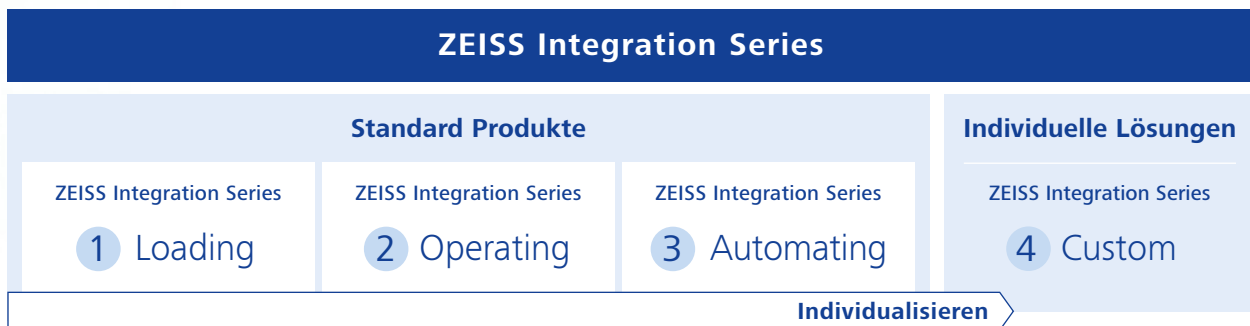 ZEISS Integration Series
Standard Produkte
Individuelle Lösungen
ZEISS Integration Series
1 Loading
ZEISS Integration Series
2 Operating
ZEISS Integration Series
3 Automating
ZEISS Integration Series
4 Custom
Individualisieren